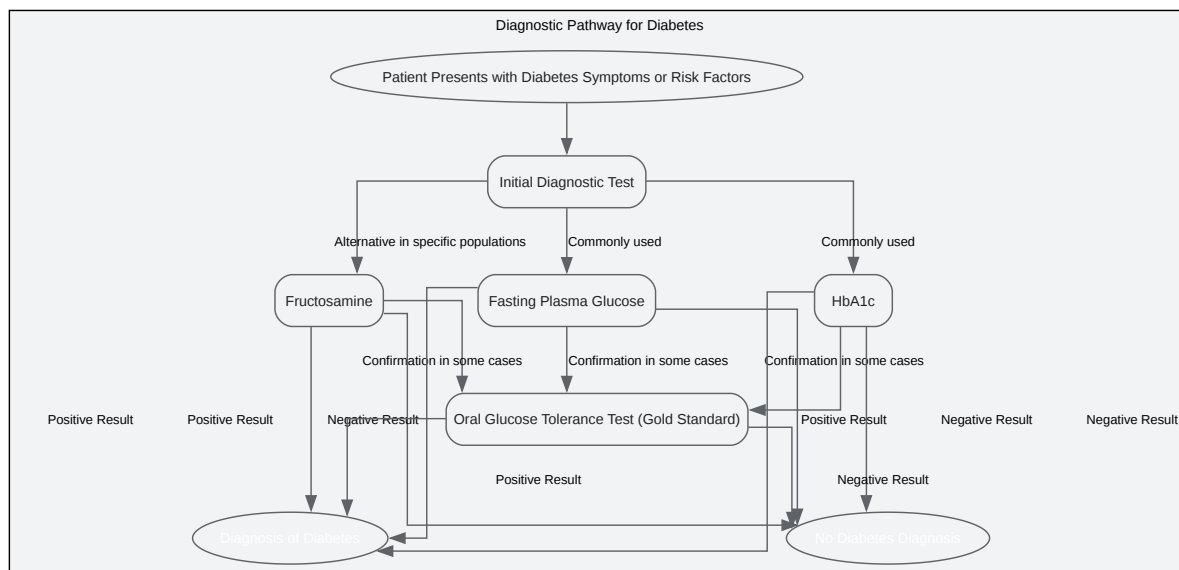 Diagnostic Pathway for Diabetes
Patient Presents with Diabetes Symptoms or Risk Factors
Initial Diagnostic Test
Alternative in specific populations
Commonly used
Commonly used
Fructosamine
Fasting Plasma Glucose
HbA1c
Confirmation in some cases
Confirmation in some cases
Confirmation in some cases
Positive Result
Positive Result
Negative Result
Oral Glucose Tolerance Test (Gold Standard)
Positive Result
Negative Result
Negative Result
Positive Result
Negative Result
Diagnosis of Diabetes
No Diabetes Diagnosis